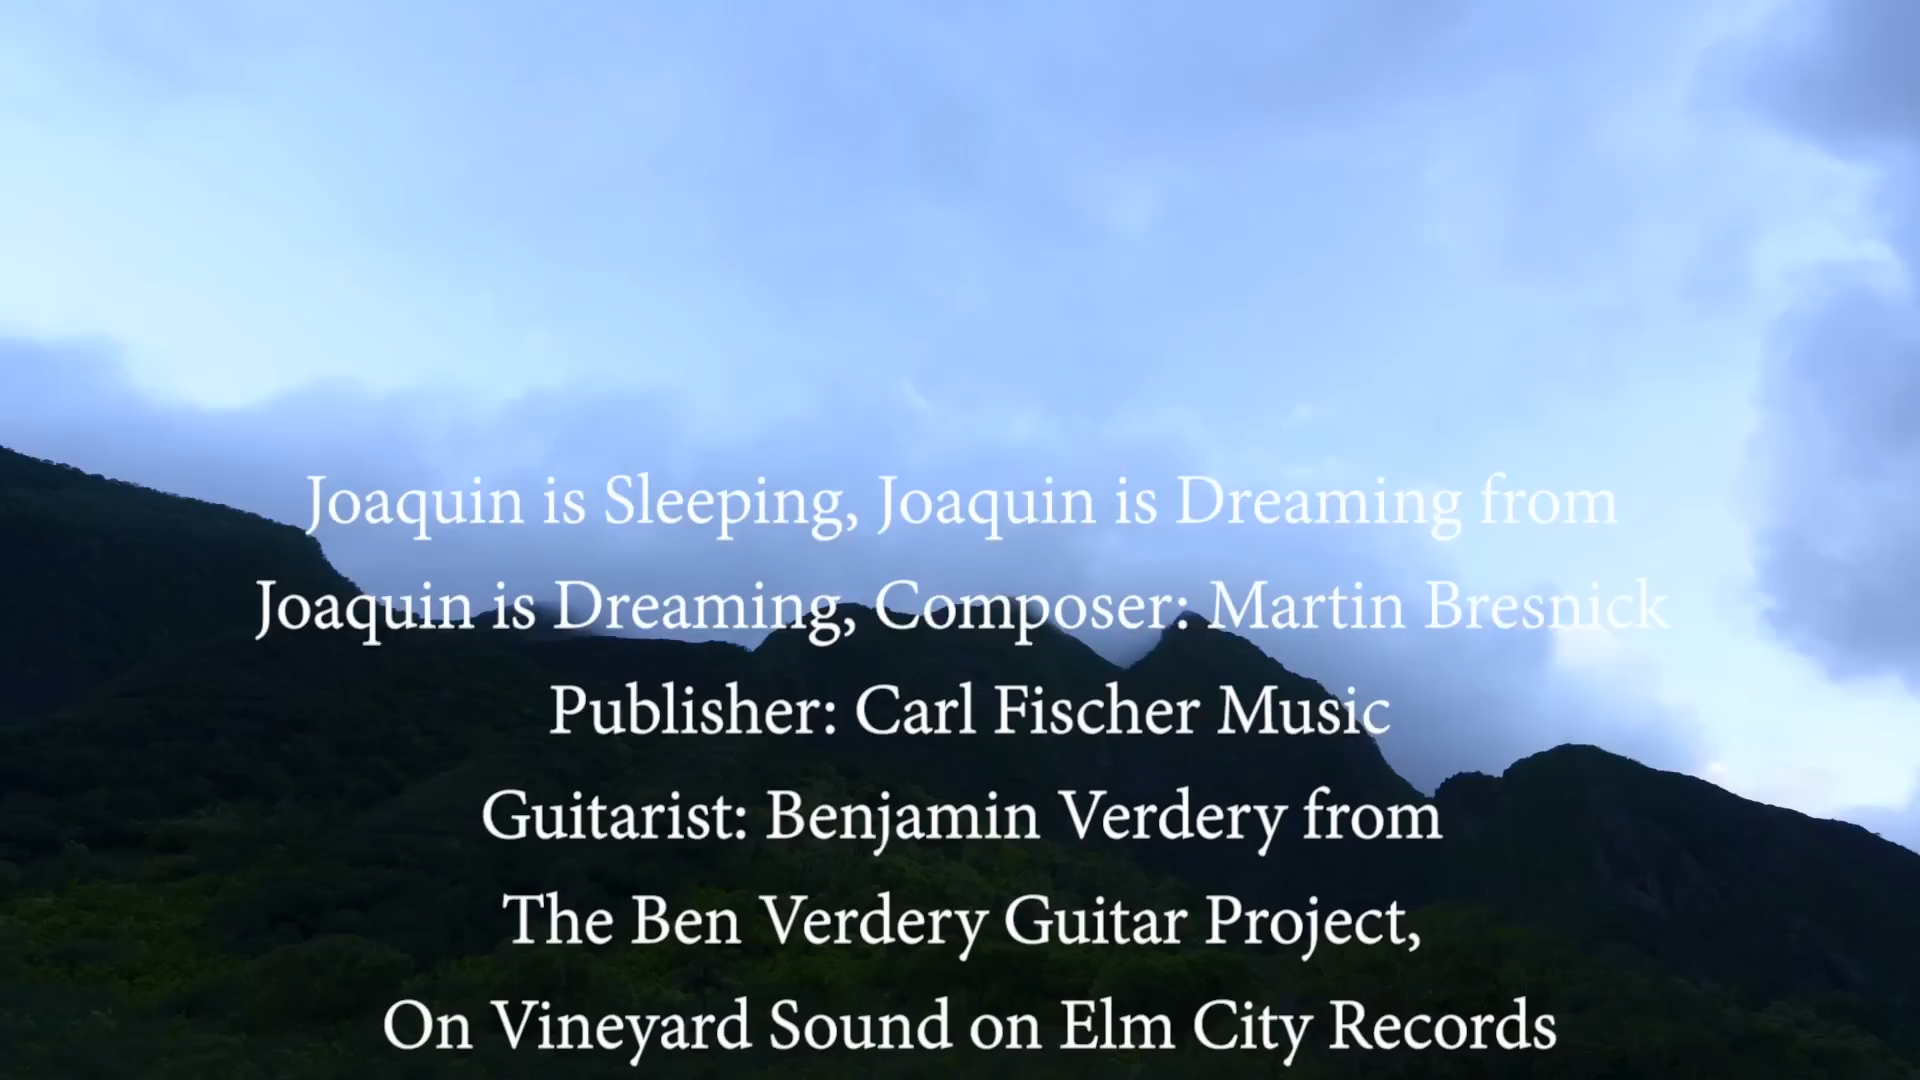 Joaquin is Sleeping, Joaquin is Dreaming from
Joaquin is Dreaming, Composer: Martin Bresnick
Publisher: Carl Fischer Music
Guitarist: Benjamin Verdery from
The Ben Verdery Guitar Project,
On Vineyard Sound on Elm City Records